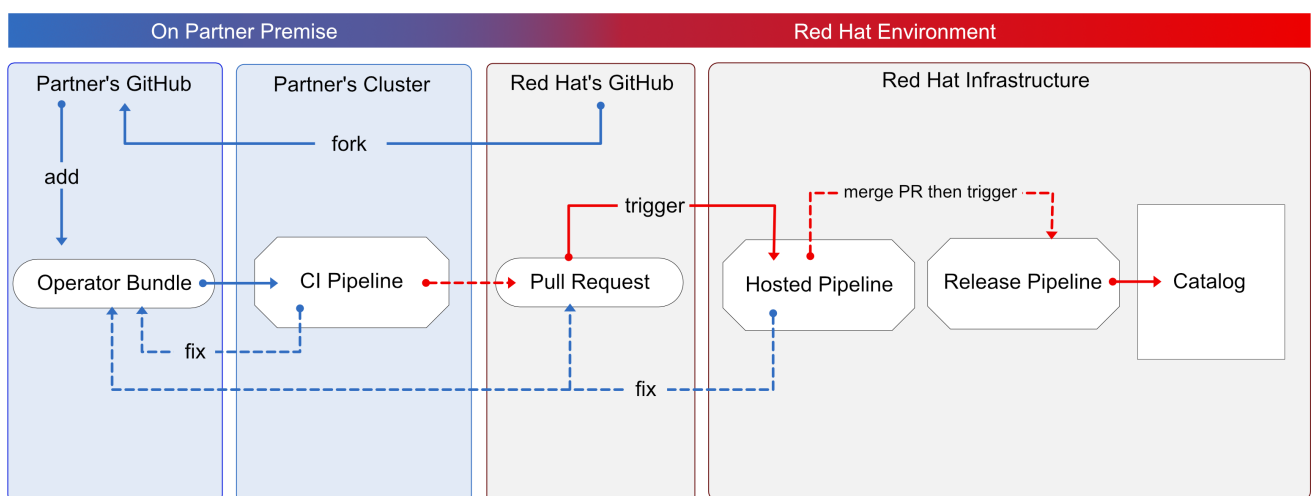 On Partner Premise
Red Hat Environment
Partner's GitHub
Partner's Cluster
Red Hat's GitHub
Red Hat Infrastructure
fork
add
trigger
merge PR then trigger
Operator Bundle
CI Pipeline
Pull Request
Hosted Pipeline
Release Pipeline
Catalog
fix
fix